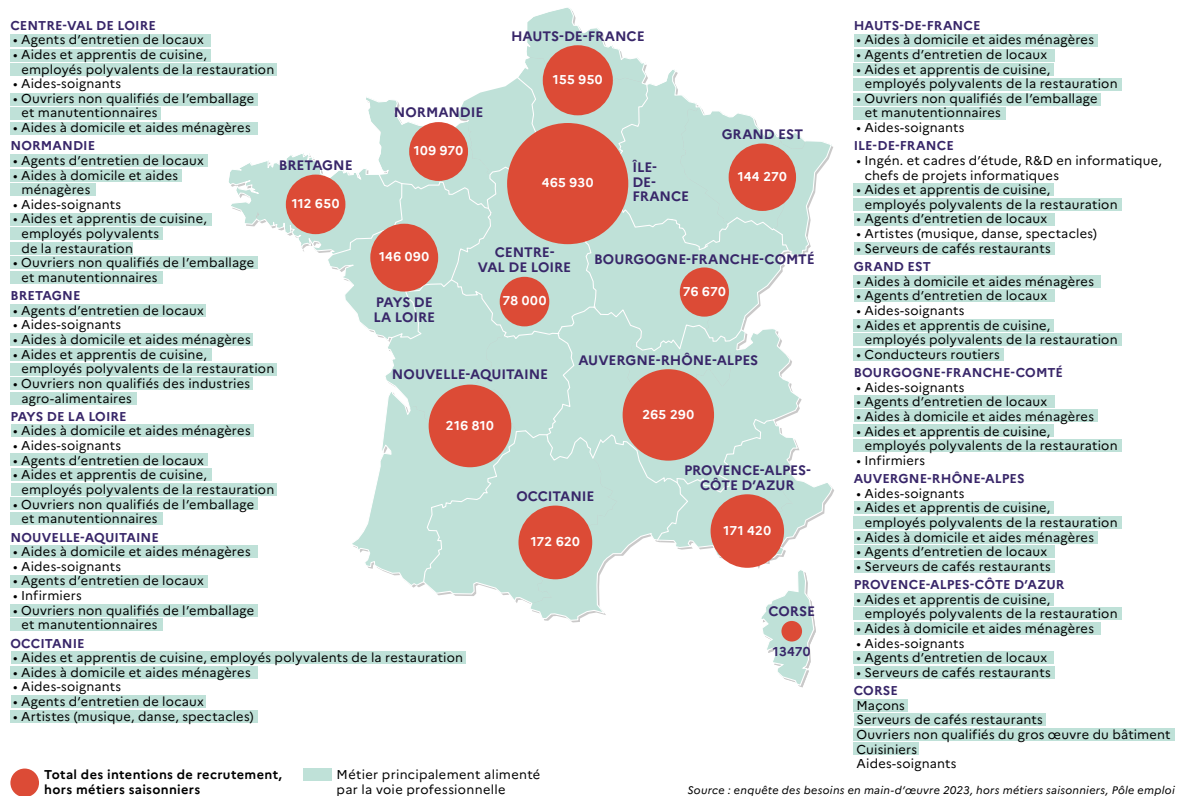 CENTRE-VAL DE LOIRE
• Agents d'entretien de locaux
• Aides et apprentis de cuisine,
employés polyvalents de la restauration
• Aides-soignants
• Ouvriers non qualifiés de l'emballage
et manutentionnaires
• Aides à domicile et aides ménagères
NORMANDIE
• Agents d'entretien de locaux
• Aides à domicile et aides
ménagères
• Aides-soignants
• Aides et apprentis de cuisine,
employés polyvalents
de la restauration
• Ouvriers non qualifiés de l'emballage
et manutentionnaires
BRETAGNE
• Agents d'entretien de locaux
• Aides-soignants
• Aides à domicile et aides ménagères
• Aides et apprentis de cuisine,
employés polyvalents de la restauration
• Ouvriers non qualifiés des industries
agro-alimentaires
PAYS DE LA LOIRE
• Aides à domicile et aides ménagères
• Aides-soignants
• Agents d'entretien de locaux
• Aides et apprentis de cuisine,
employés polyvalents de la restauration
• Ouvriers non qualifiés de l'emballage
et manutentionnaires
NOUVELLE-AQUITAINE
• Aides à domicile et aides ménagères
• Aides-soignants
• Agents d'entretien de locaux
• Infirmiers
• Ouvriers non qualifiés de l'emballage
et manutentionnaires
OCCITANIE
• Aides et apprentis de cuisine, employés polyvalents de la restauration
• Aides à domicile et aides ménagères
• Aides-soignants
• Agents d'entretien de locaux
• Artistes (musique, danse, spectacles)
HAUTS-DE-FRANCE
155 950
NORMANDIE
109 970
GRAND EST
144 270
BRETAGNE
112 650
465 930
ÎLE-
DE-
FRANCE
146 090
PAYS DE
LA LOIRE
CENTRE-
VAL DE LOIRE
78 000
BOURGOGNE-FRANCHE-COMTÉ
76 670
NOUVELLE-AQUITAINE
216 810
AUVERGNE-RHÔNE-ALPES
265 290
OCCITANIE
172 620
PROVENCE-ALPES-
CÔTE D'AZUR
171 420
CORSE
13470
HAUTS-DE-FRANCE
• Aides à domicile et aides ménagères
• Agents d'entretien de locaux
• Aides et apprentis de cuisine,
employés polyvalents de la restauration
• Ouvriers non qualifiés de l'emballage
et manutentionnaires
• Aides-soignants
ILE-DE-FRANCE
• Ingén. et cadres d'étude, R&D en informatique,
chefs de projets informatiques
• Aides et apprentis de cuisine,
employés polyvalents de la restauration
• Agents d'entretien de locaux
• Artistes (musique, danse, spectacles)
• Serveurs de cafés restaurants
GRAND EST
• Aides à domicile et aides ménagères
• Agents d'entretien de locaux
• Aides-soignants
• Aides et apprentis de cuisine,
employés polyvalents de la restauration
• Conducteurs routiers
BOURGOGNE-FRANCHE-COMTÉ
• Aides-soignants
• Agents d'entretien de locaux
• Aides à domicile et aides ménagères
• Aides et apprentis de cuisine,
employés polyvalents de la restauration
• Infirmiers
AUVERGNE-RHÔNE-ALPES
• Aides-soignants
• Aides et apprentis de cuisine,
employés polyvalents de la restauration
• Aides à domicile et aides ménagères
• Agents d'entretien de locaux
• Serveurs de cafés restaurants
PROVENCE-ALPES-CÔTE D'AZUR
• Aides et apprentis de cuisine,
employés polyvalents de la restauration
• Aides à domicile et aides ménagères
• Aides-soignants
• Agents d'entretien de locaux
• Serveurs de cafés restaurants
CORSE
Maçons
Serveurs de cafés restaurants
Ouvriers non qualifiés du gros œuvre du bâtiment
Cuisiniers
Aides-soignants
Total des intentions de recrutement,
hors métiers saisonniers
Métier principalement alimenté
par la voie professionnelle
Source : enquête des besoins en main-d'œuvre 2023, hors métiers saisonniers, Pôle emploi